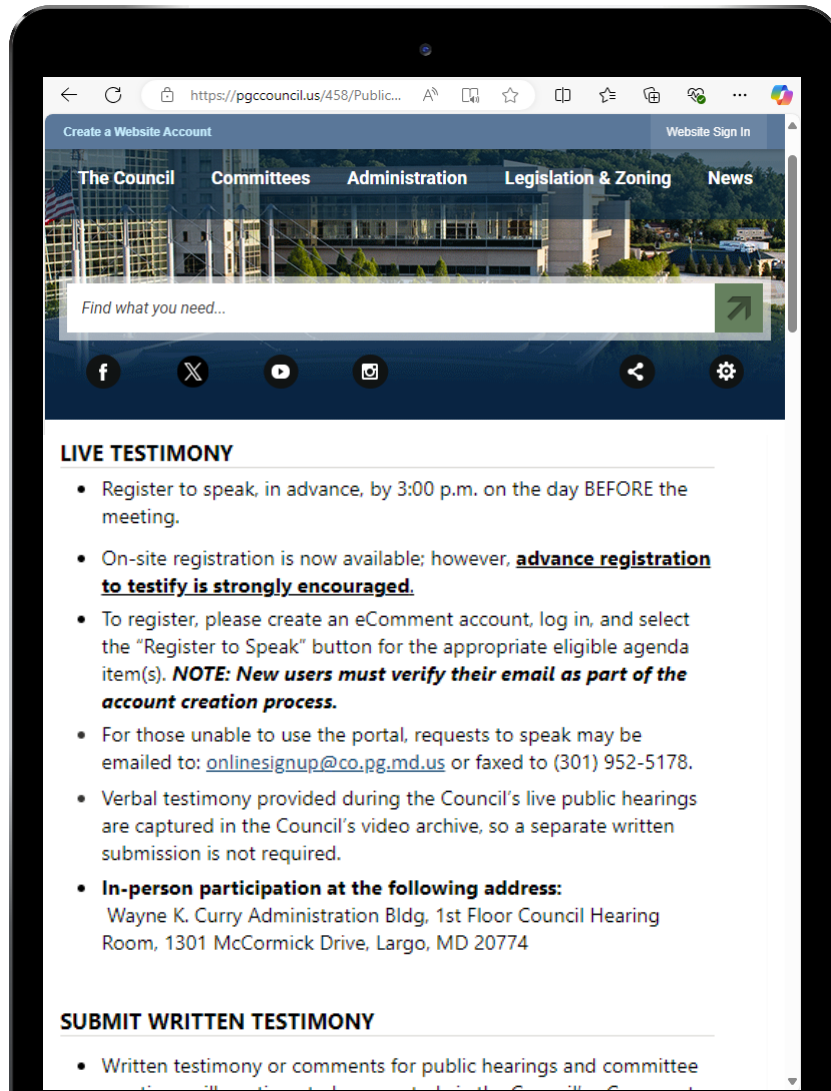 https://pgccouncil.us/458/Public...
Create a Website Account
Website Sign In
The Council Committees Administration Legislation & Zoning News
Find what you need...
LIVE TESTIMONY
• Register to speak, in advance, by 3:00 p.m. on the day BEFORE the
meeting.
• On-site registration is now available; however, advance registration
to testify is strongly encouraged.
• To register, please create an eComment account, log in, and select
the “Register to Speak” button for the appropriate eligible agenda
item(s). NOTE: New users must verify their email as part of the
account creation process.
• For those unable to use the portal, requests to speak may be
emailed to: onlinesignup@co.pg.md.us or faxed to (301) 952-5178.
• Verbal testimony provided during the Council’s live public hearings
are captured in the Council’s video archive, so a separate written
submission is not required.
• In-person participation at the following address:
Wayne K. Curry Administration Bldg, 1st Floor Council Hearing
Room, 1301 McCormick Drive, Largo, MD 20774
SUBMIT WRITTEN TESTIMONY
• Written testimony or comments for public hearings and committee